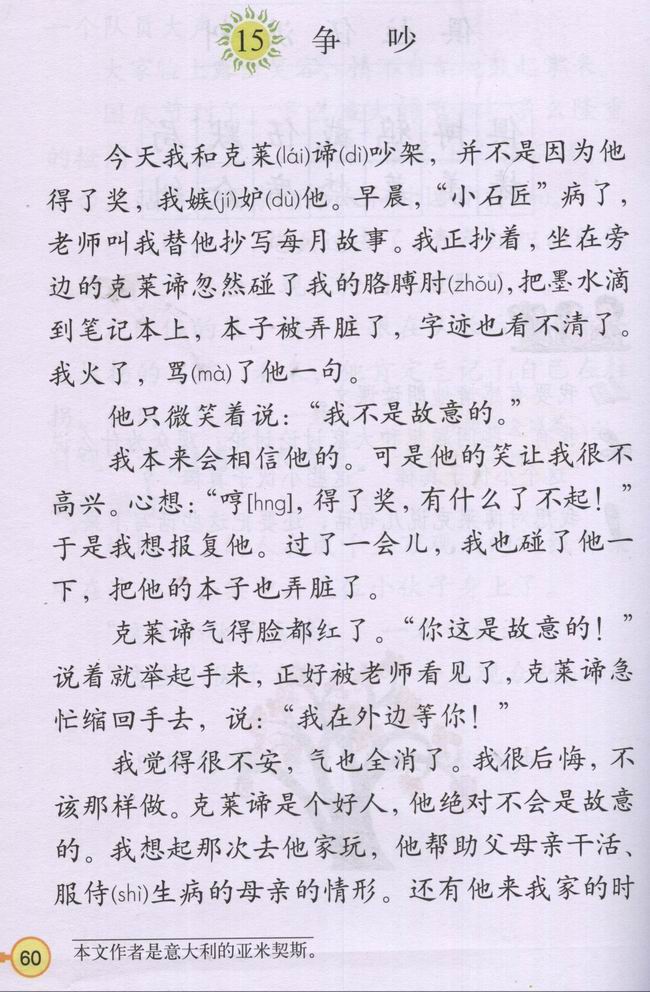 15 争 吵
今天我和克莱(lái)谛(dì)吵架，并不是因为他
得了奖，我嫉(jí)妒(dù)他。早晨，“小石匠”病了，
老师叫我替他抄写每月故事。我正抄着，坐在旁
边的克莱谛忽然碰了我的胳膊肘(zhǒu)，把墨水滴
到笔记本上，本子被弄脏了，字迹也看不清了。
我火了，骂(mà)了他一句。
他只微笑着说：“我不是故意的。”
我本来会相信他的。可是他的笑让我很不
高兴。心想：“哼[hng]，得了奖，有什么了不起！”
于是我想报复他。过了一会儿，我也碰了他一
下，把他的本子也弄脏了。
克莱谛气得脸都红了。“你这是故意的！”
说着就举起手来，正好被老师看见了，克莱谛急
忙缩回手去，说：“我在外边等你！”
我觉得很不安，气也全消了。我很后悔，不
该那样做。克莱谛是个好人，他绝对不会是故意
的。我想起那次去他家玩，他帮助父母亲干活、
服侍(shì)生病的母亲的情形。还有他来我家的时
本文作者是意大利的亚米契斯。
60